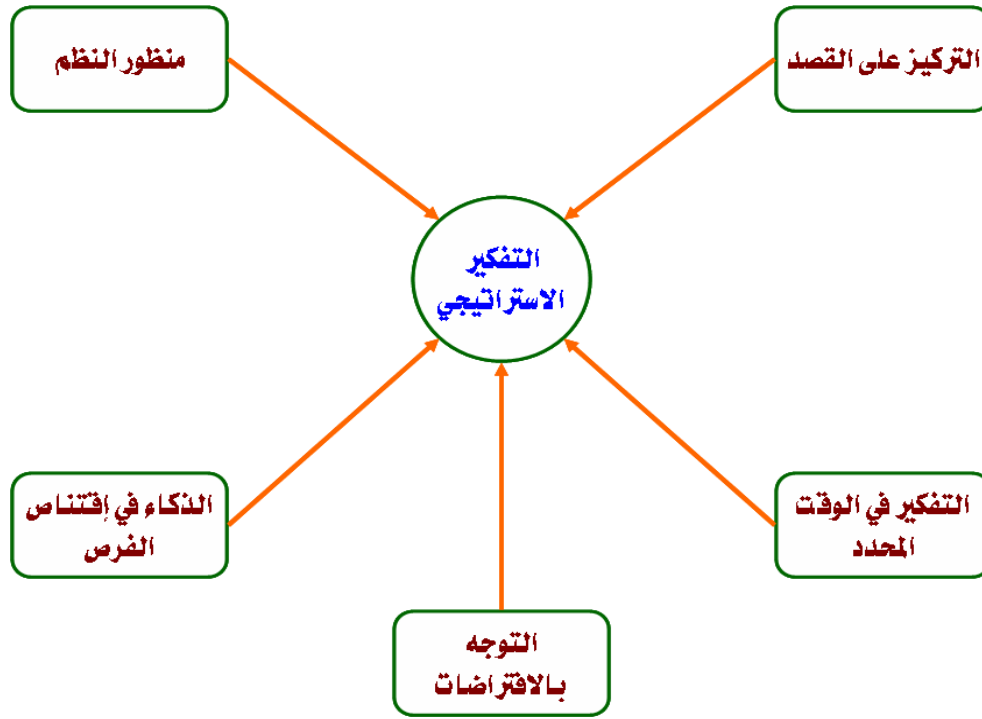 التركيز على القصد
منظور النظم
التفكير
الاستراتيجي
التفكير في الوقت
المحدد
الذكاء في إقتناص
الفرص
التوجه
بالافتراضات